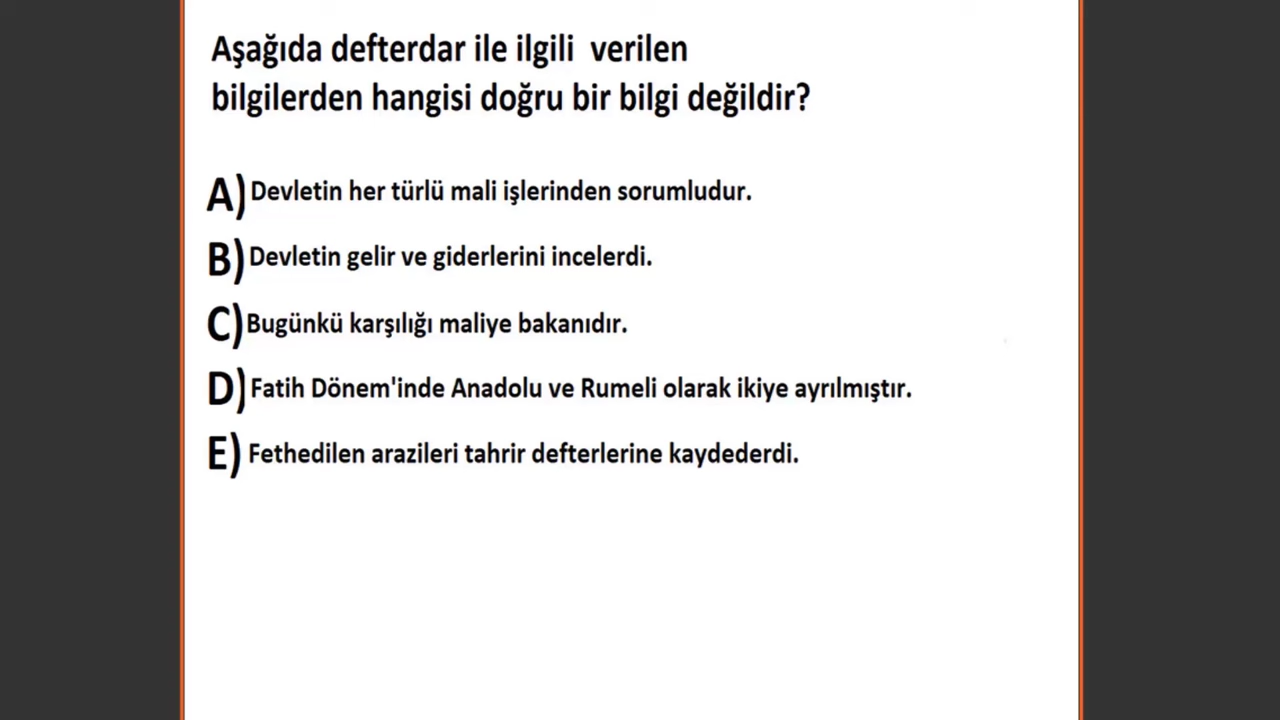 Aşağıda defterdar ile ilgili verilen
bilgilerden hangisi doğru bir bilgi değildir?
A) Devletin her türlü mali işlerinden sorumludur.
B) Devletin gelir ve giderlerini incelerdi.
C) Bugünkü karşılığı maliye bakanıdır.
D) Fatih Dönem'inde Anadolu ve Rumeli olarak ikiye ayrılmıştır.
E) Fethedilen arazileri tahrir defterlerine kaydederdi.